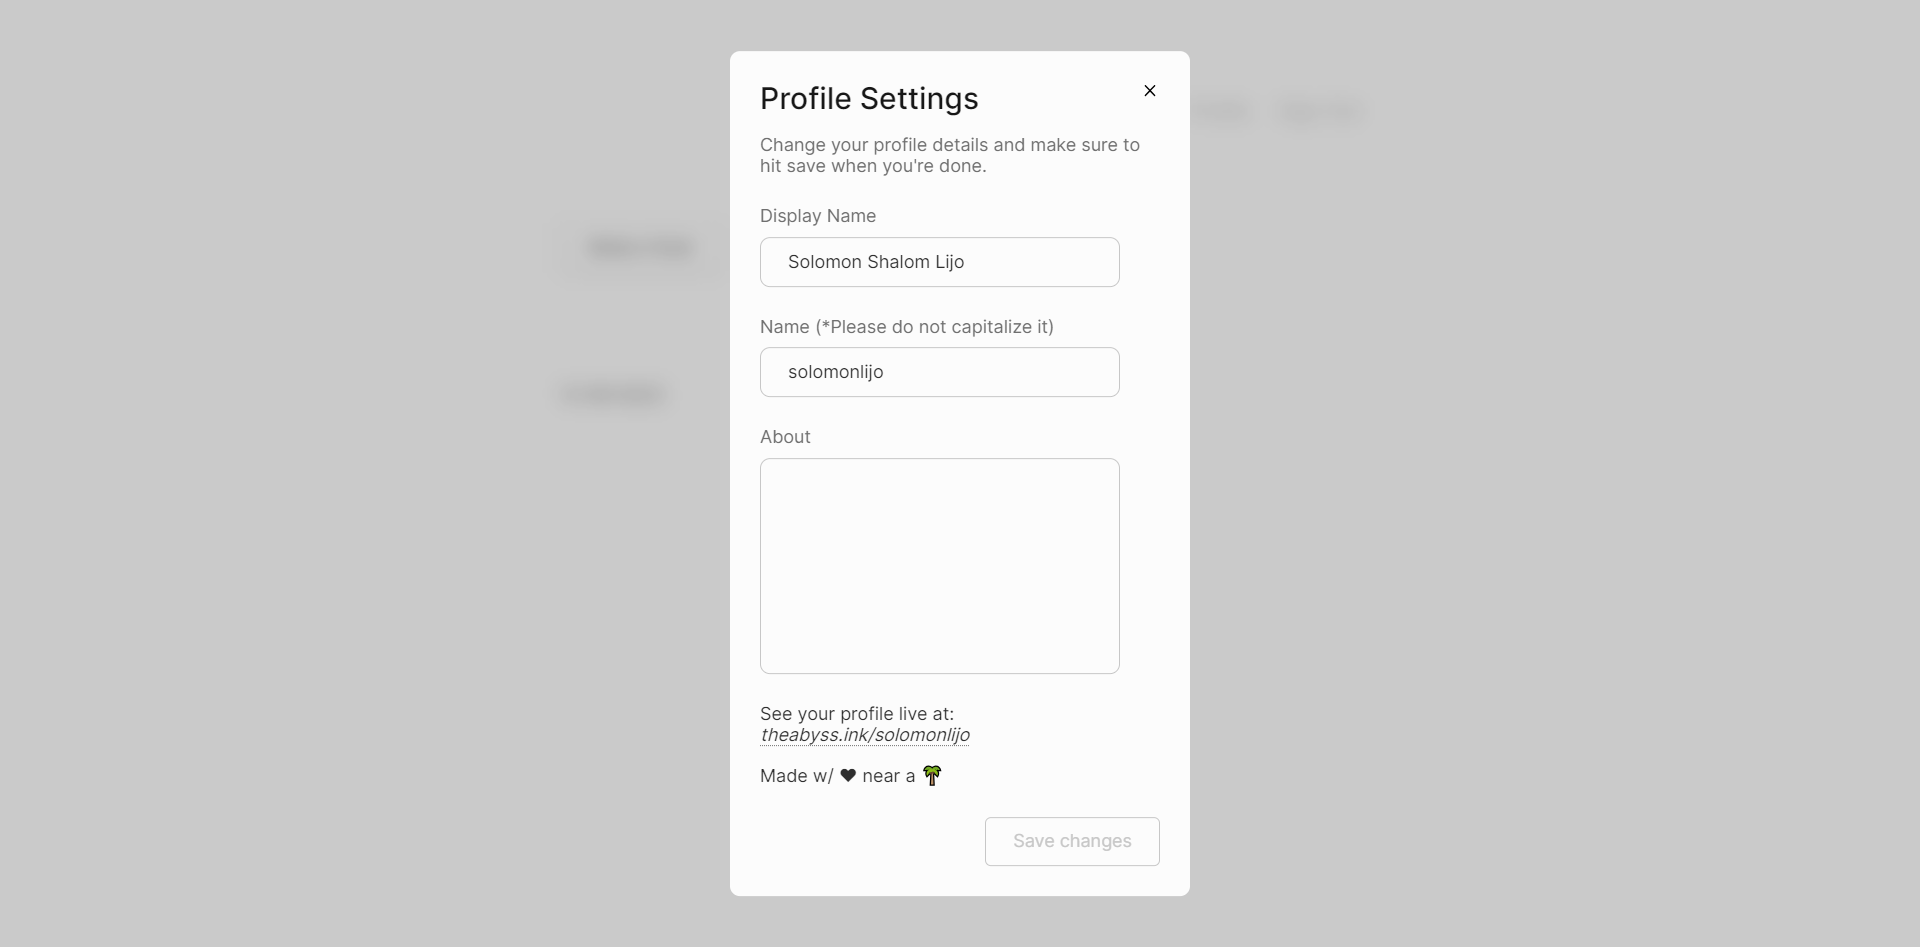 Profile Settings
Change your profile details and make sure to
hit save when you're done.
Display Name
Solomon Shalom Lijo
Name (*Please do not capitalize it)
solomonlijo
About
See your profile live at:
theabyss.ink/solomonlijo
Made w/ ♥ near a 🌴
Save changes